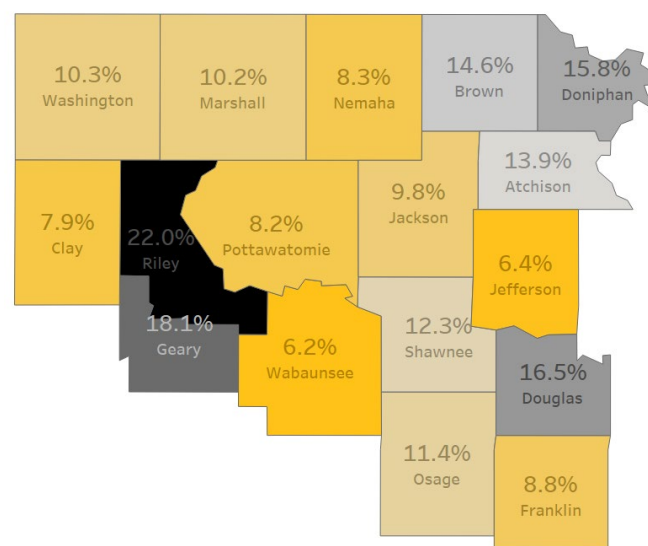 10.3%
Washington
10.2%
Marshall
8.3%
Nemaha
14.6%
Brown
15.8%
Doniphan
13.9%
Atchison
7.9%
Clay
22.0%
Riley
8.2%
Pottawatomie
9.8%
Jackson
6.4%
Jefferson
18.1%
Geary
6.2%
Wabaunsee
12.3%
Shawnee
16.5%
Douglas
11.4%
Osage
8.8%
Franklin